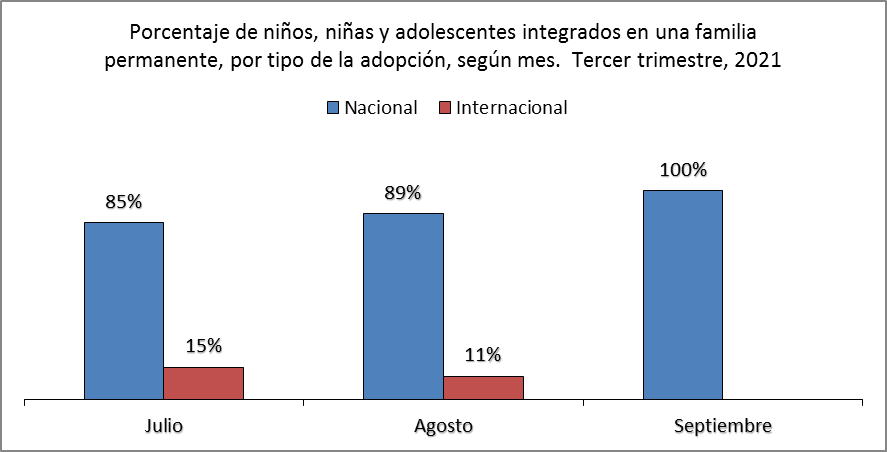 Porcentaje de niños, niñas y adolescentes integrados en una familia
permanente, por tipo de la adopción, según mes.  Tercer trimestre, 2021
Nacional Internacional
100%
89%
85%
15%
11%
Julio Agosto Septiembre